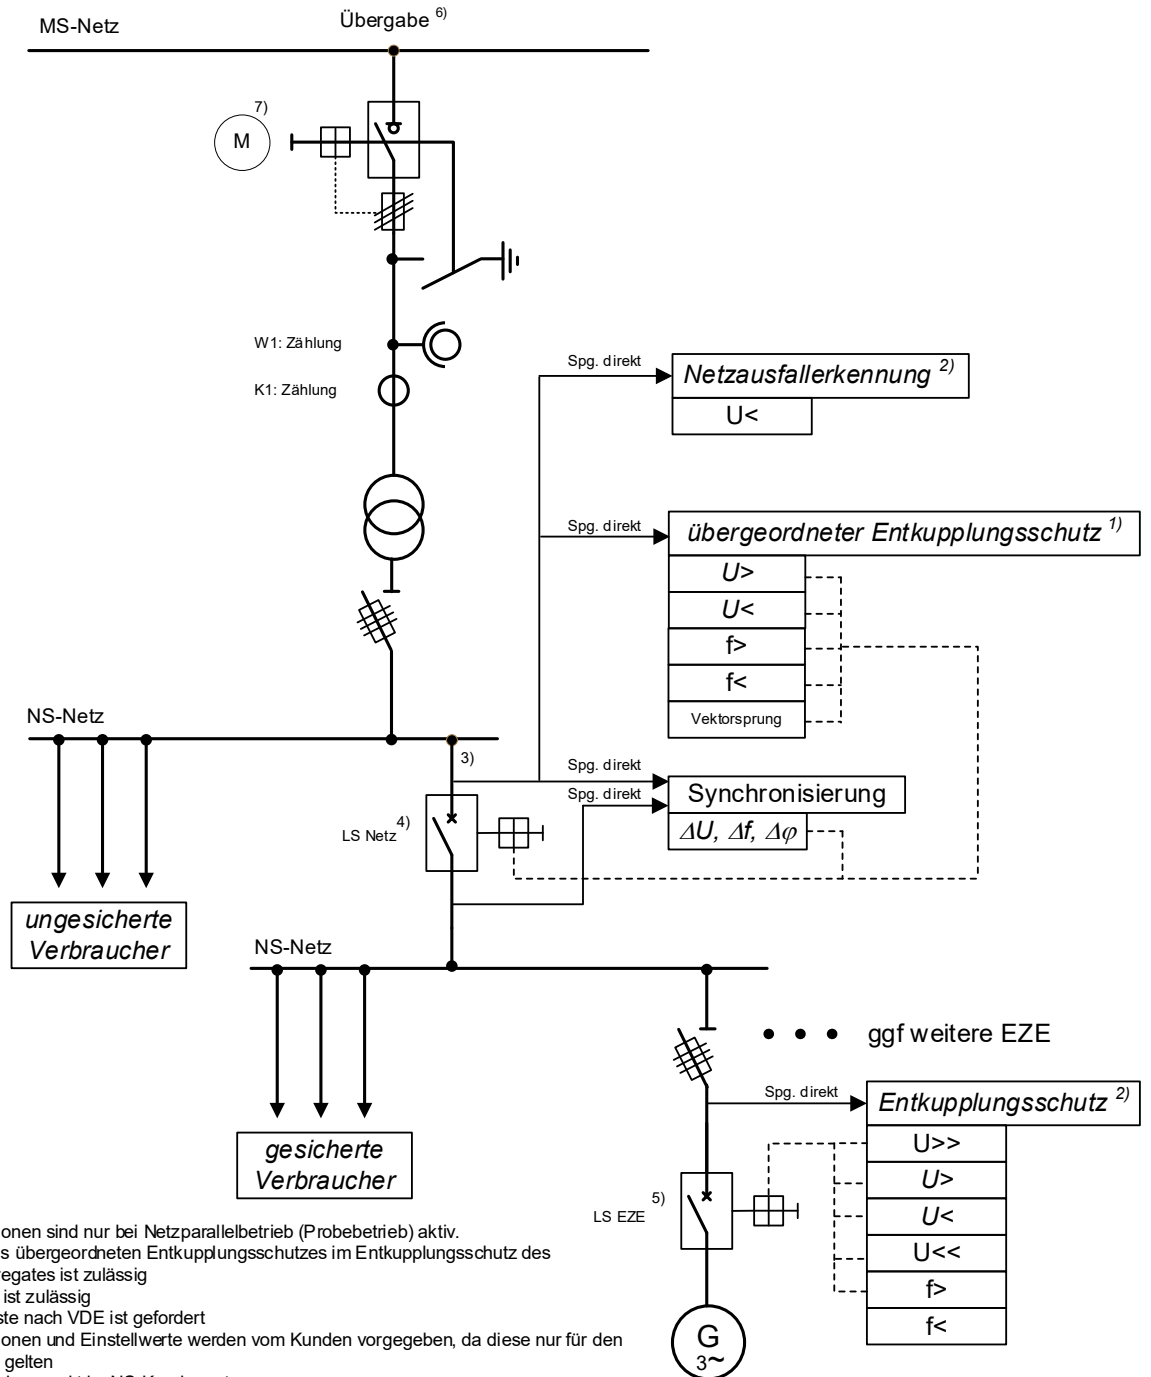 MS-Netz
Übergabe 6)
7)
M
W1: Zählung
K1: Zählung
Spg. direkt
Netzausfallerkennung 2)
U<
Spg. direkt
übergeordneter Entkupplungsschutz 1)
U>
U<
f>
f<
Vektorsprung
NS-Netz
3)
Spg. direkt
Spg. direkt
Synchronisierung
ΔU, Δf, Δφ
LS Netz 4)
ungesicherte
Verbraucher
NS-Netz
ggf weitere EZE
Spg. direkt
Entkupplungsschutz 2)
U>>
U>
U<
U<<
f>
f<
gesicherte
Verbraucher
5)
LS EZE
G
3~
onen sind nur bei Netzparallelbetrieb (Probebetrieb) aktiv.
s übergeordneten Entkupplungsschutzes im Entkupplungsschutz des
regates ist zulässig
ist zulässig
ste nach VDE ist gefordert
onen und Einstellwerte werden vom Kunden vorgegeben, da diese nur für den
gelten